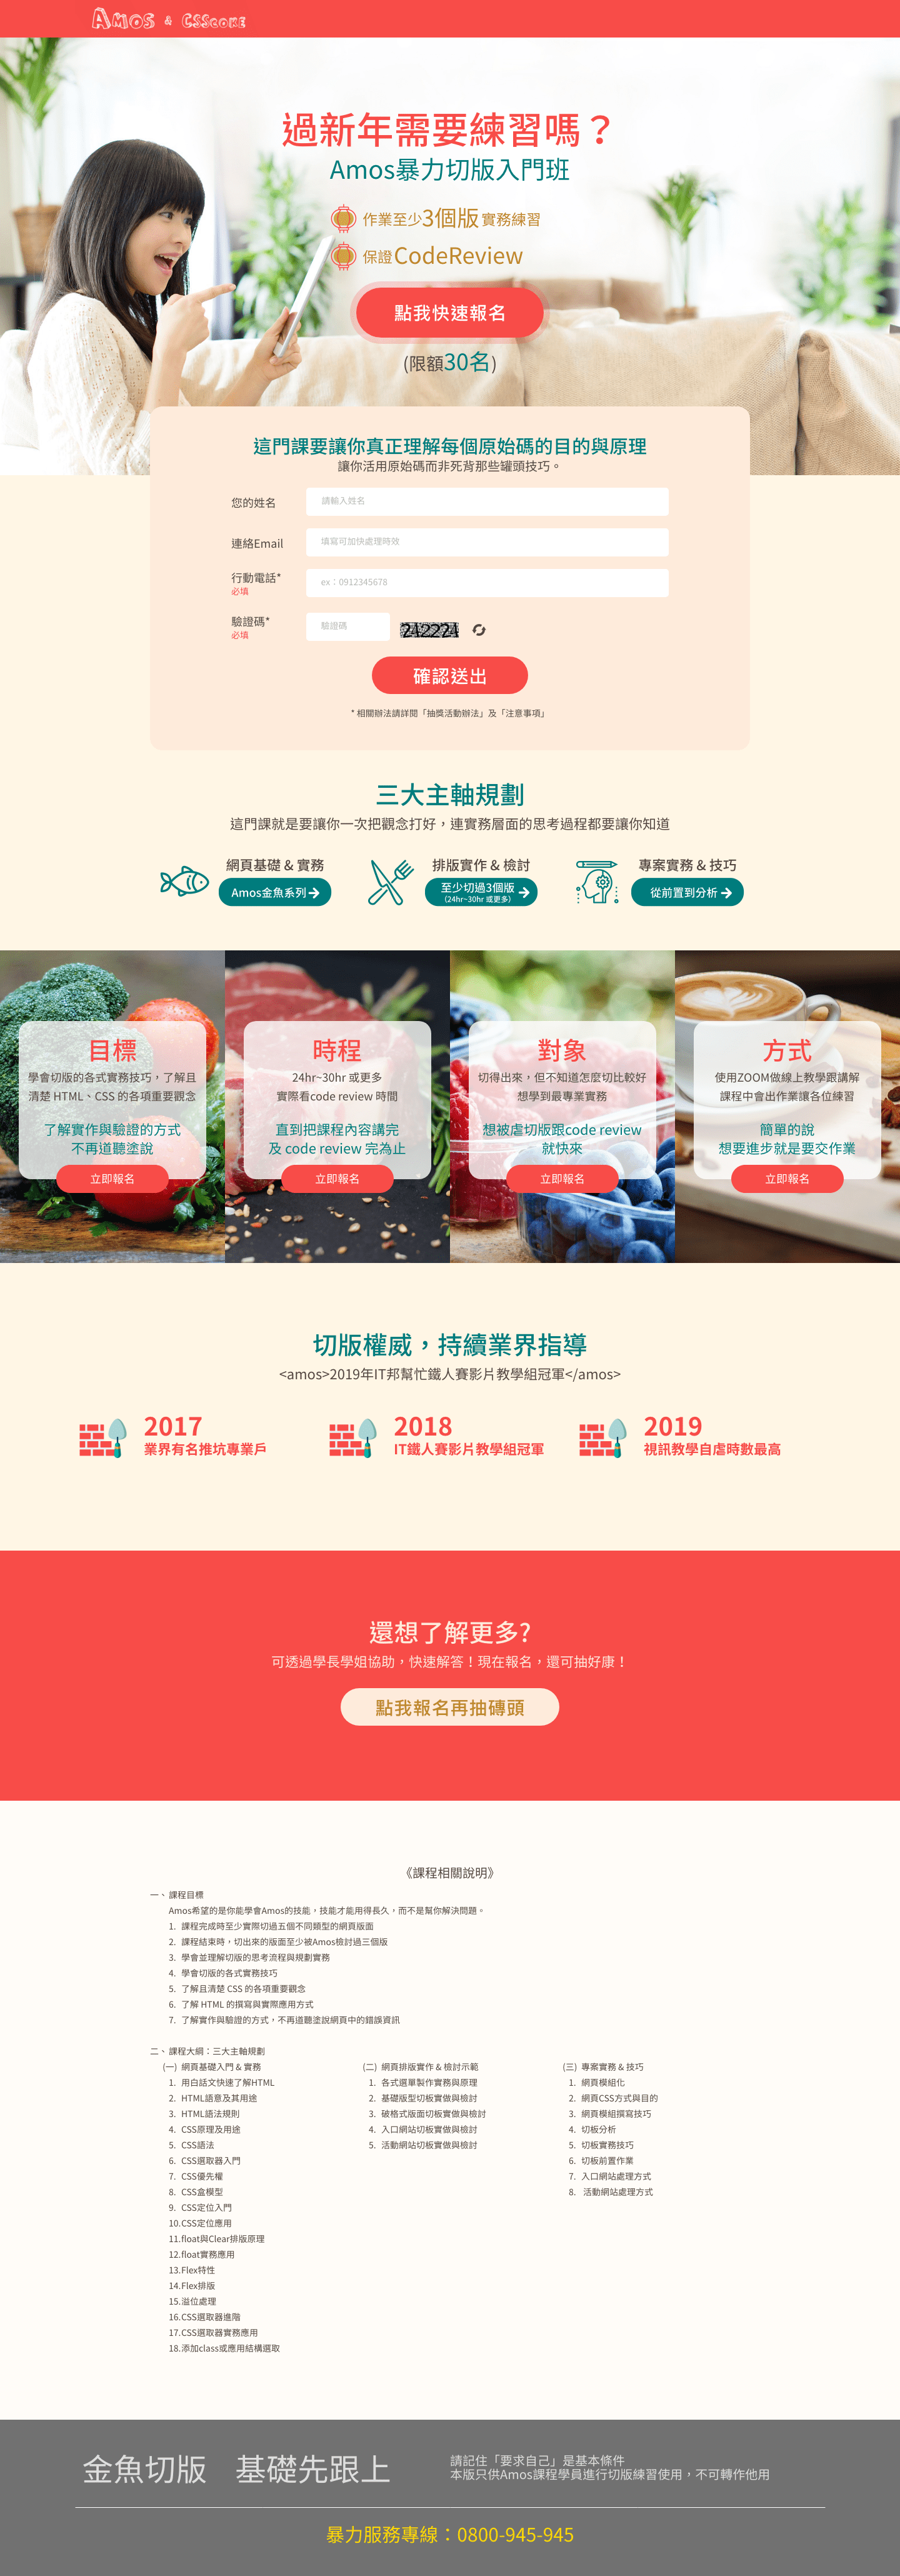 AMOS & CSSCOKE
過新年需要練習嗎？
Amos暴力切版入門班
作業至少3個版 實務練習
保證CodeReview
點我快速報名
(限額30名)
這門課要讓你真正理解每個原始碼的目的與原理
讓你活用原始碼而非死背那些罐頭技巧。
您的姓名 請輸入姓名
連絡Email 填寫可加快處理時效
行動電話* ex：0912345678
必填
驗證碼* 驗證碼 242224
必填
確認送出
* 相關辦法請詳閱「抽獎活動辦法」及「注意事項」
三大主軸規劃
這門課就是要讓你一次把觀念打好，連實務層面的思考過程都要讓你知道
網頁基礎 & 實務
Amos金魚系列
排版實作 & 檢討
至少切過3個版
(24hr~30hr 或更多)
專案實務 & 技巧
從前置到分析
目標
學會切版的各式實務技巧，了解且
清楚 HTML、CSS 的各項重要觀念
了解實作與驗證的方式
不再道聽塗說
立即報名
時程
24hr~30hr 或更多
實際看code review 時間
直到把課程內容講完
及 code review 完為止
立即報名
對象
切得出來，但不知道怎麼切比較好
想學到最專業實務
想被虐切版跟code review
就快來
立即報名
方式
使用ZOOM做線上教學跟講解
課程中會出作業讓各位練習
簡單的說
想要進步就是要交作業
立即報名
切版權威，持續業界指導
<amos>2019年IT邦幫忙鐵人賽影片教學組冠軍</amos>
2017
業界有名推坑專業戶
2018
IT鐵人賽影片教學組冠軍
2019
視訊教學自虐時數最高
還想了解更多?
可透過學長學姐協助，快速解答！現在報名，還可抽好康！
點我報名再抽磚頭
《課程相關說明》
一、課程目標
Amos希望的是你能學會Amos的技能，技能才能用得長久，而不是幫你解決問題。
1. 課程完成時至少實際切過五個不同類型的網頁版面
2. 課程結束時，切出來的版面至少被Amos檢討過三個版
3. 學會並理解切版的思考流程與規劃實務
4. 學會切版的各式實務技巧
5. 了解且清楚 CSS 的各項重要觀念
6. 了解 HTML 的撰寫與實際應用方式
7. 了解實作與驗證的方式，不再道聽塗說網頁中的錯誤資訊
二、課程大綱：三大主軸規劃
(一) 網頁基礎入門 & 實務
1. 用白話文快速了解HTML
2. HTML語意及其用途
3. HTML語法規則
4. CSS原理及用途
5. CSS語法
6. CSS選取器入門
7. CSS優先權
8. CSS盒模型
9. CSS定位入門
10.CSS定位應用
11.float與Clear排版原理
12.float實務應用
13.Flex特性
14.Flex排版
15.溢位處理
16.CSS選取器進階
17.CSS選取器實務應用
18.添加class或應用結構選取
(二) 網頁排版實作 & 檢討示範
1. 各式選單製作實務與原理
2. 基礎版型切板實做與檢討
3. 破格式版面切板實做與檢討
4. 入口網站切板實做與檢討
5. 活動網站切板實做與檢討
(三) 專案實務 & 技巧
1. 網頁模組化
2. 網頁CSS方式與目的
3. 網頁模組撰寫技巧
4. 切板分析
5. 切板實務技巧
6. 切板前置作業
7. 入口網站處理方式
8. 活動網站處理方式
金魚切版 基礎先跟上
請記住「要求自己」是基本條件
本版只供Amos課程學員進行切版練習使用，不可轉作他用
暴力服務專線：0800-945-945